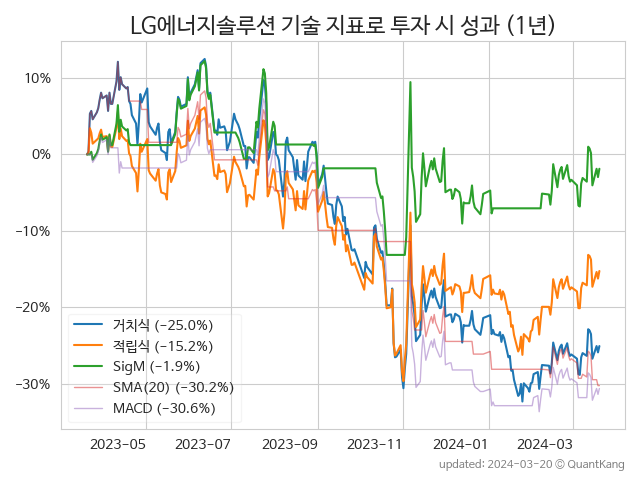 LG에너지솔루션 기술 지표로 투자 시 성과 (1년)
10%
0%
−10%
−20%
−30%
거치식 (−25.0%)
적립식 (−15.2%)
SigM (−1.9%)
SMA(20) (−30.2%)
MACD (−30.6%)
2023-05
2023-07
2023-09
2023-11
2024-01
2024-03
updated: 2024-03-20 © QuantKang